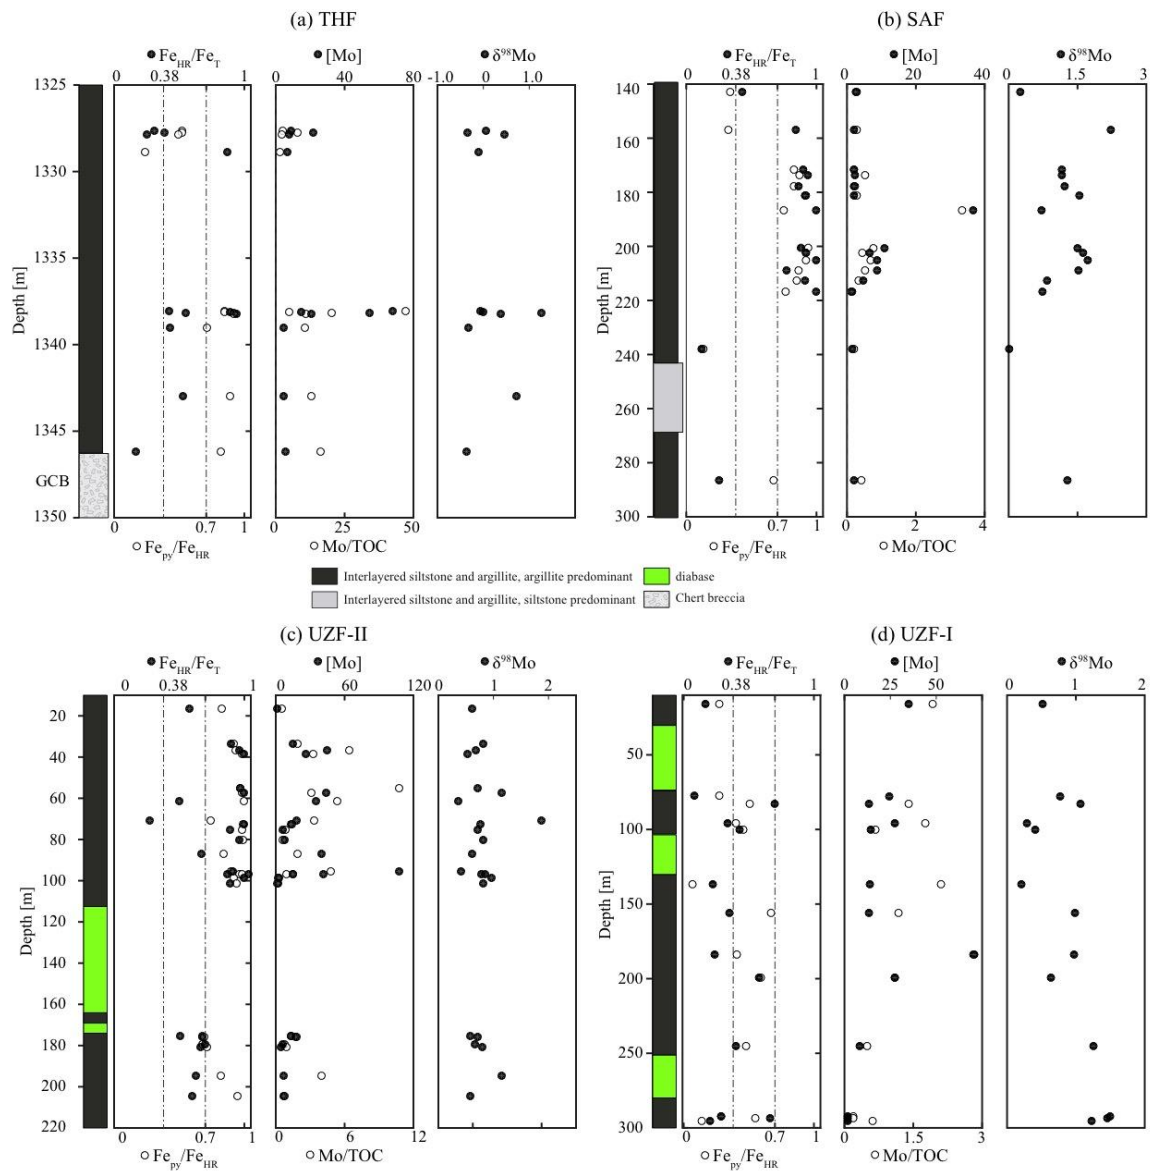 (a) THF
(b) SAF
● Fe_HR/Fe_T ● [Mo] ● δ⁹⁸Mo
● Fe_HR/Fe_T ● [Mo] ● δ⁹⁸Mo
0 0.38 1 0 40 80 -1.0 0 1.0
0 0.38 1 0 20 40 0 1.5 3
1325
1330
1335
1340
1345
GCB
1350
Depth [m]
140
160
180
200
220
240
260
280
300
Depth [m]
0 0.7 1 0 25 50
0 0.7 1 0 2 4
○ Fe_py/Fe_HR ○ Mo/TOC
○ Fe_py/Fe_HR ○ Mo/TOC
Interlayered siltstone and argillite, argillite predominant
diabase
Interlayered siltstone and argillite, siltstone predominant
Chert breccia
(c) UZF-II
(d) UZF-I
● Fe_HR/Fe_T ● [Mo] ● δ⁹⁸Mo
● Fe_HR/Fe_T ● [Mo] ● δ⁹⁸Mo
0 0.38 1 0 60 120 0 1 2
0 0.38 1 0 25 50 0 1 2
20
40
60
80
100
120
140
160
180
200
220
Depth [m]
50
100
150
200
250
300
Depth [m]
0 0.7 1 0 6 12
0 0.7 1 0 1.5 3
○ Fe_py/Fe_HR ○ Mo/TOC
○ Fe_py/Fe_HR ○ Mo/TOC